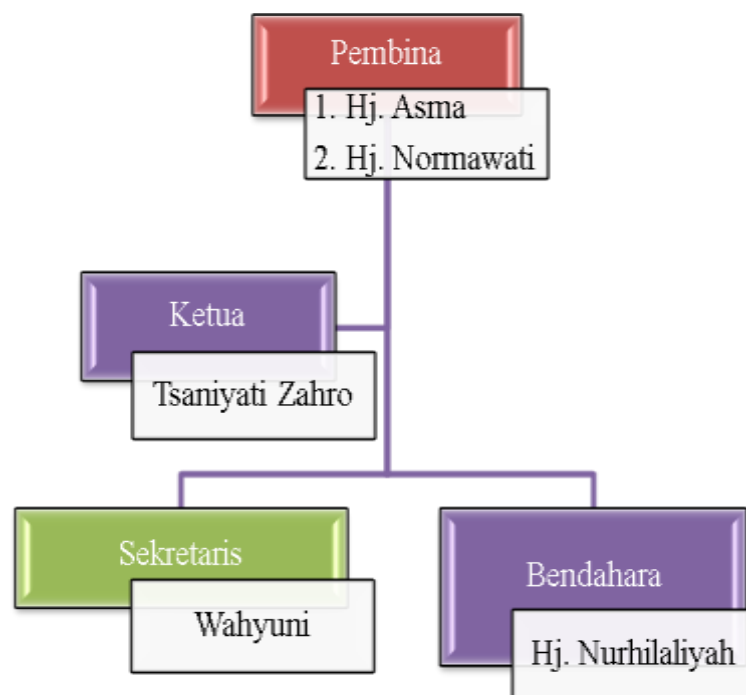 Pembina
1. Hj. Asma
2. Hj. Normawati
Ketua
Tsaniyati Zahro
Sekretaris
Wahyuni
Bendahara
Hj. Nurhilaliyah